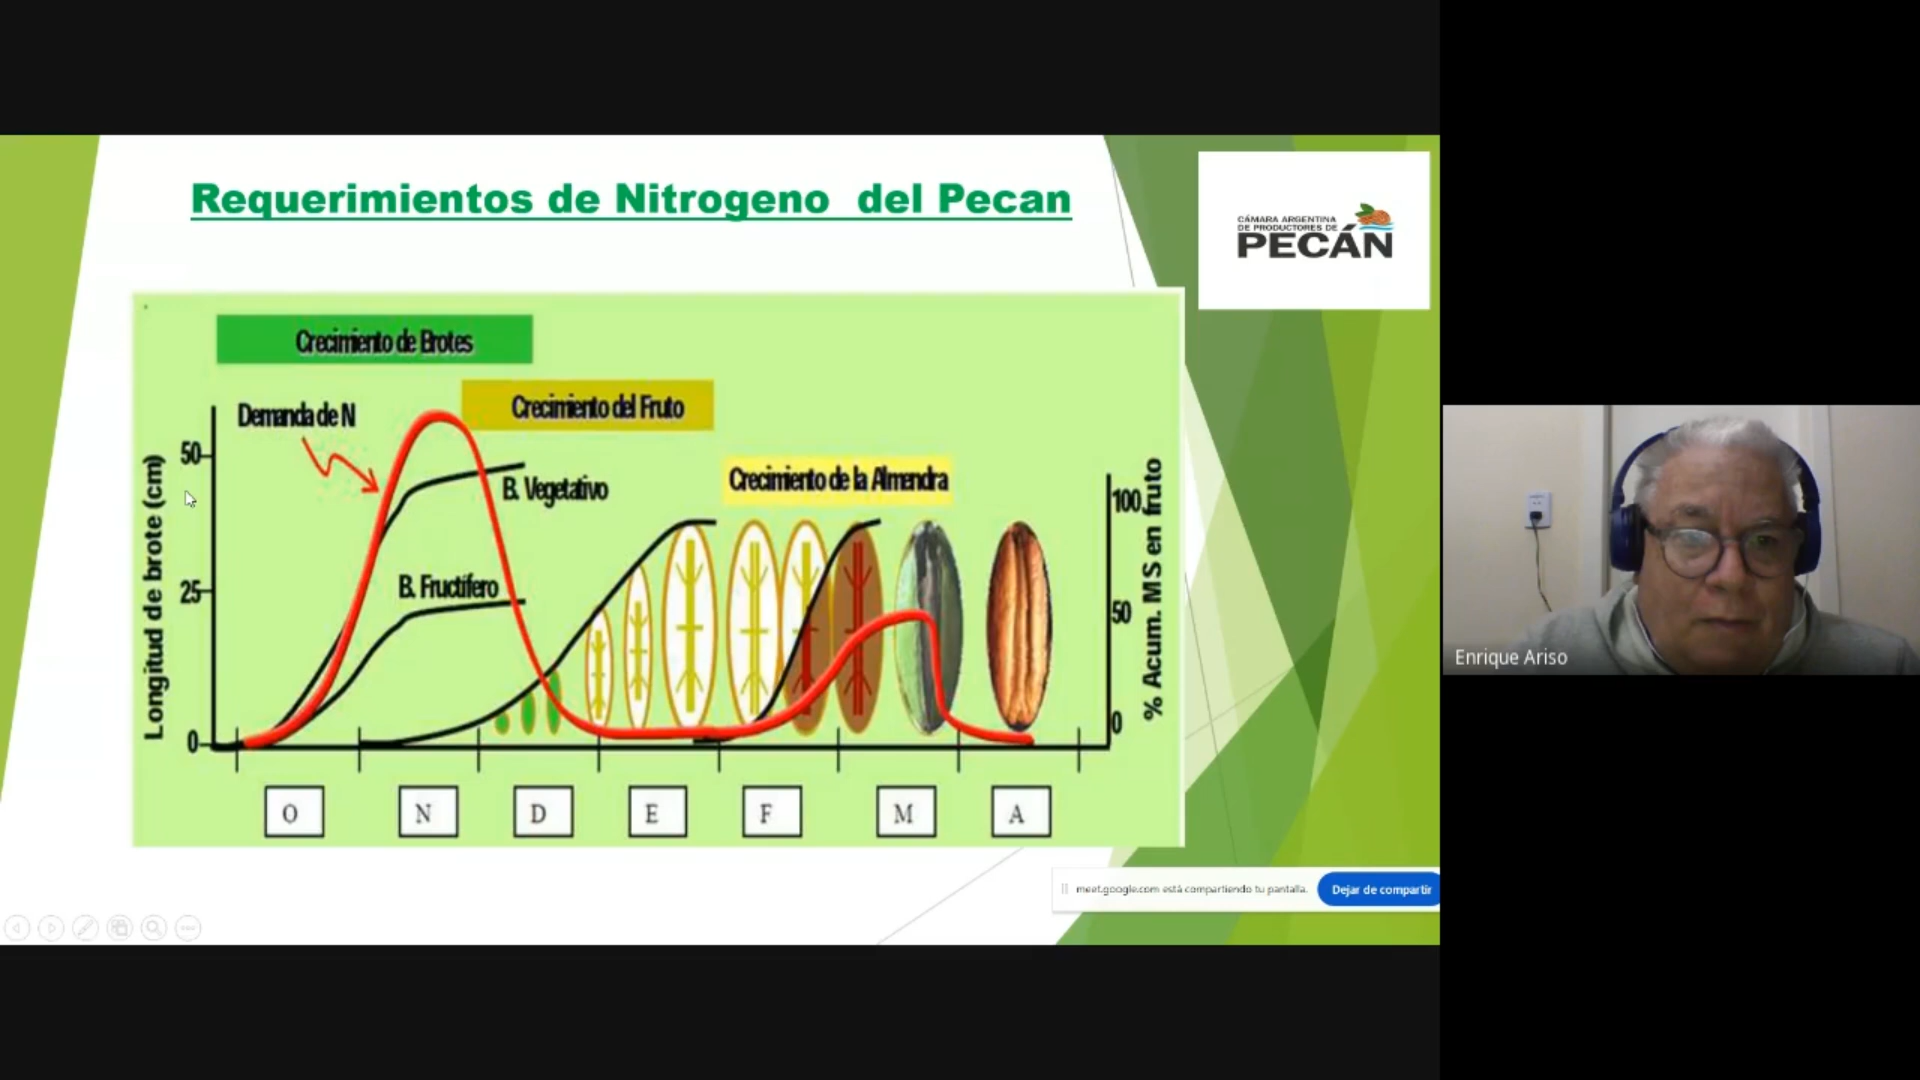 Requerimientos de Nitrogeno  del Pecan
CÁMARA ARGENTINA
DE PRODUCTORES DE
PECÁN
Crecimiento de Brotes
Crecimiento del Fruto
Demanda de N
Crecimiento de la Almendra
B. Vegetativo
B. Fructífero
Longitud de brote (cm)
50
25
0
100
50
0
% Acum. MS en fruto
O
N
D
E
F
M
A
meet.google.com está compartiendo tu pantalla.
Dejar de compartir
Enrique Ariso